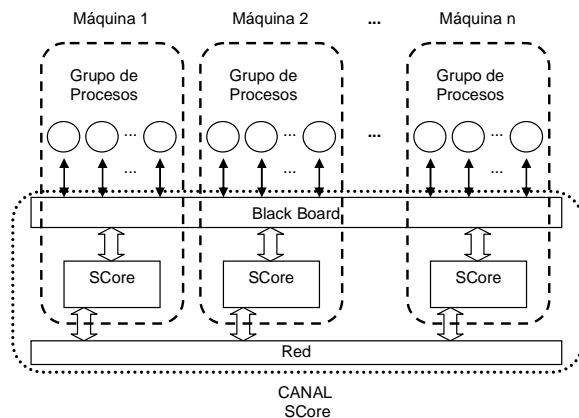 Máquina 1
Máquina 2
...
Máquina n
Grupo de
Procesos
Grupo de
Procesos
Grupo de
Procesos
...
...
...
...
...
...
...
Black Board
SCore
SCore
SCore
Red
CANAL
SCore